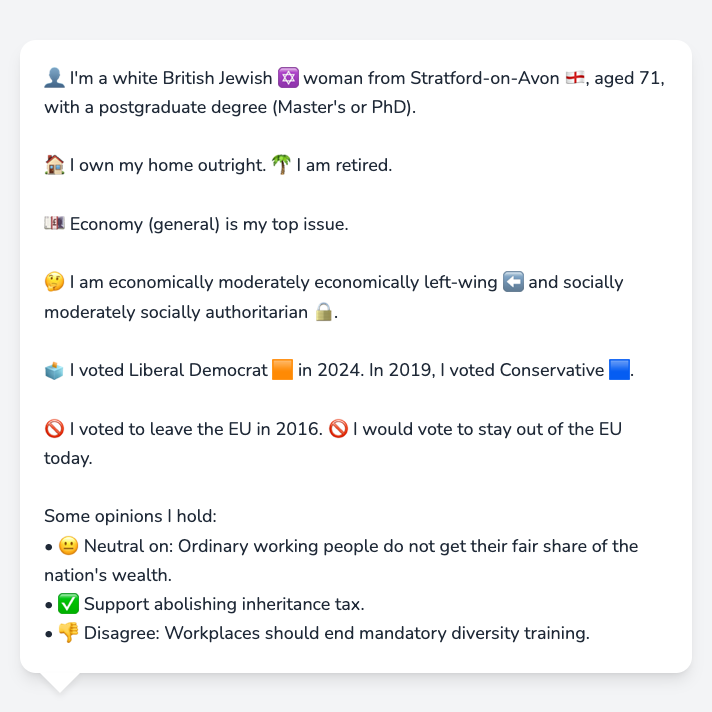 👤 I'm a white British Jewish ✡️ woman from Stratford-on-Avon 🏴󠁧󠁢󠁥󠁮󠁧󠁿, aged 71,
with a postgraduate degree (Master's or PhD).
🏠 I own my home outright. 🌴 I am retired.
💷 Economy (general) is my top issue.
🤔 I am economically moderately economically left-wing ⬅️ and socially
moderately socially authoritarian 🔒.
🗳️ I voted Liberal Democrat 🟧 in 2024. In 2019, I voted Conservative 🟦.
🚫 I voted to leave the EU in 2016. 🚫 I would vote to stay out of the EU
today.
Some opinions I hold:
• 😐 Neutral on: Ordinary working people do not get their fair share of the
nation's wealth.
• ✅ Support abolishing inheritance tax.
• 👎 Disagree: Workplaces should end mandatory diversity training.